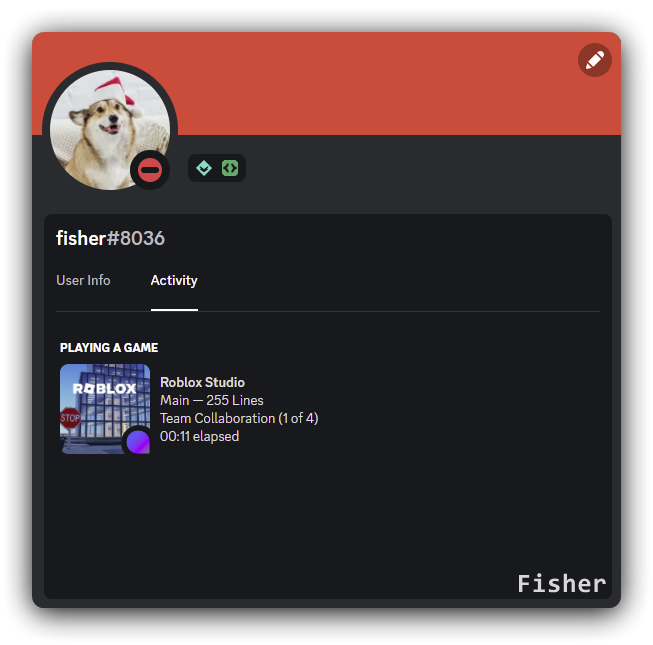 fisher#8036
User Info
Activity
PLAYING A GAME
ROBLOX
STOP
Roblox Studio
Main — 255 Lines
Team Collaboration (1 of 4)
00:11 elapsed
Fisher